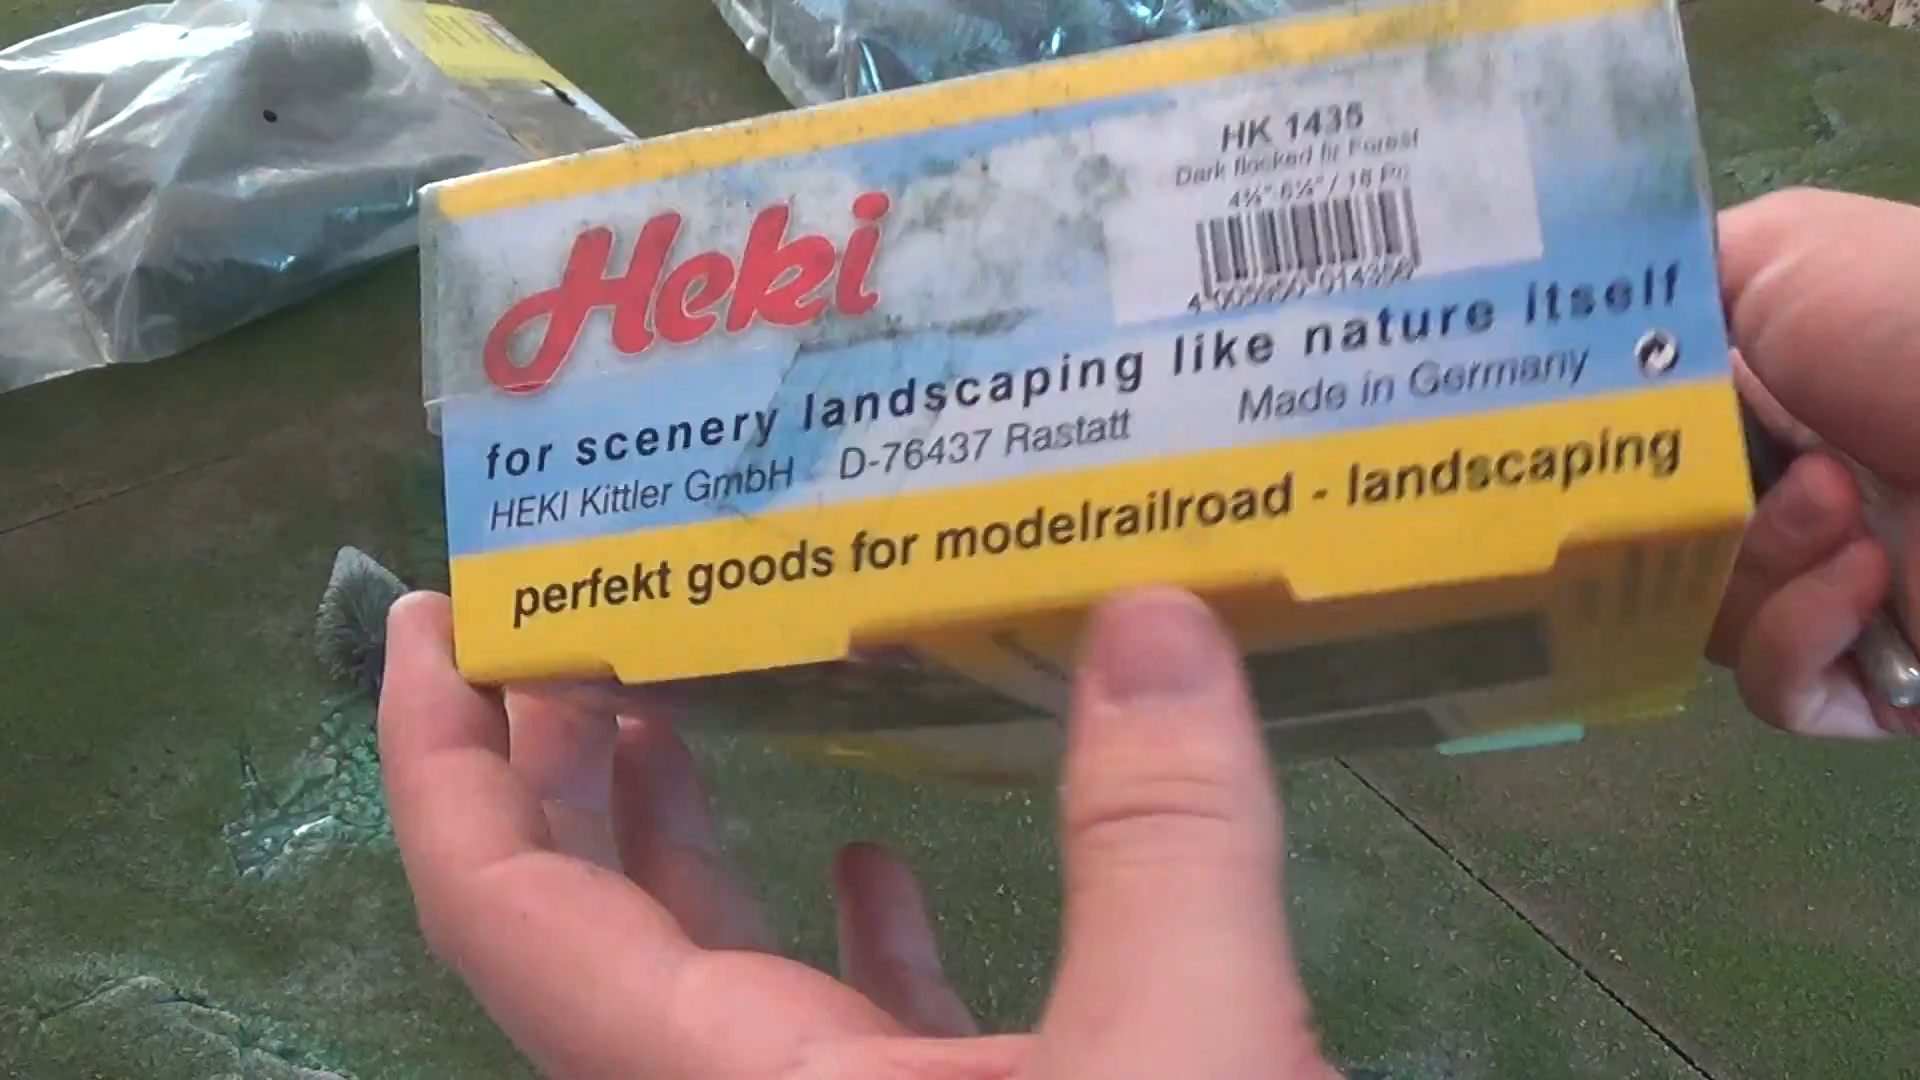 HK 1435
Dark flocked fir Forest
Heki
for scenery landscaping like nature itself
HEKI Kittler GmbH D-76437 Rastatt Made in Germany
perfekt goods for modelrailroad - landscaping